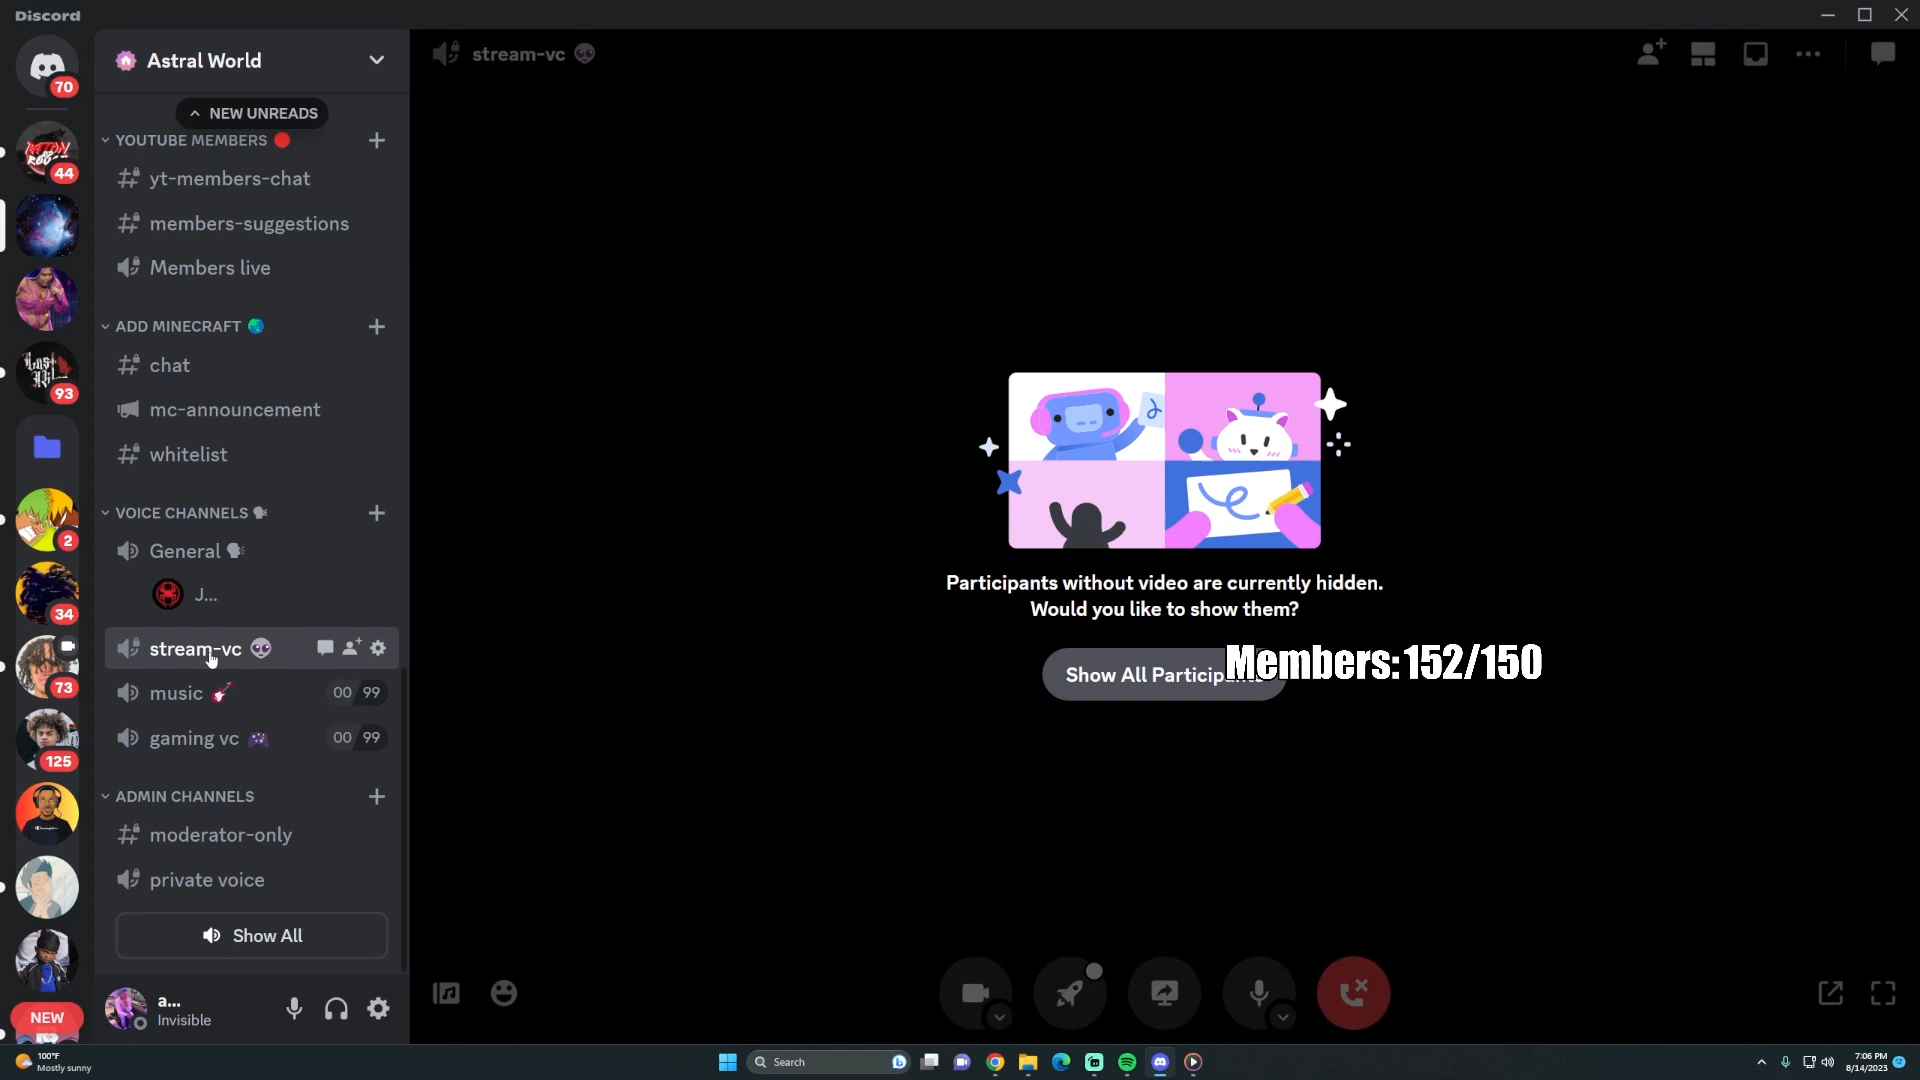 Discord
70
Astral World
stream-vc
NEW UNREADS
YOUTUBE MEMBERS
yt-members-chat
44
members-suggestions
Members live
ADD MINECRAFT
chat
93
mc-announcement
whitelist
VOICE CHANNELS
General
2
J...
34
Participants without video are currently hidden.
Would you like to show them?
stream-vc
Show All Particip
Members:152/150
73
music
00 99
gaming vc
00 99
125
ADMIN CHANNELS
moderator-only
private voice
Show All
a...
Invisible
NEW
100°F
Mostly sunny
Search
7:06 PM
8/14/2023